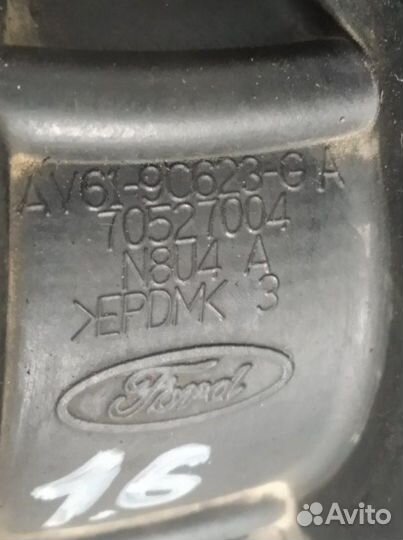 AV61-9C623-GA
70527004
N8U4 A
>EPDM< 3
Ford
1.6
Avito